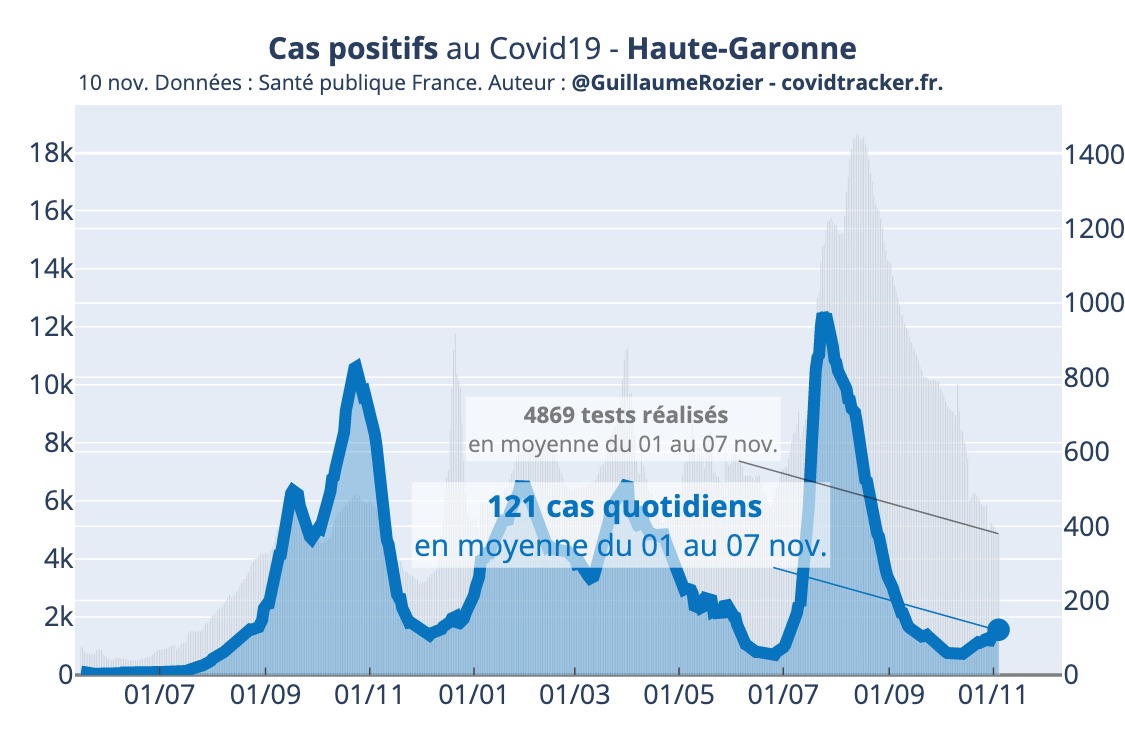 Cas positifs au Covid19 - Haute-Garonne
10 nov. Données : Santé publique France. Auteur : @GuillaumeRozier - covidtracker.fr.
18k
16k
14k
12k
10k
8k
6k
4k
2k
0
1400
1200
1000
800
600
400
200
0
4869 tests réalisés
en moyenne du 01 au 07 nov.
121 cas quotidiens
en moyenne du 01 au 07 nov.
01/07 01/09 01/11 01/01 01/03 01/05 01/07 01/09 01/11